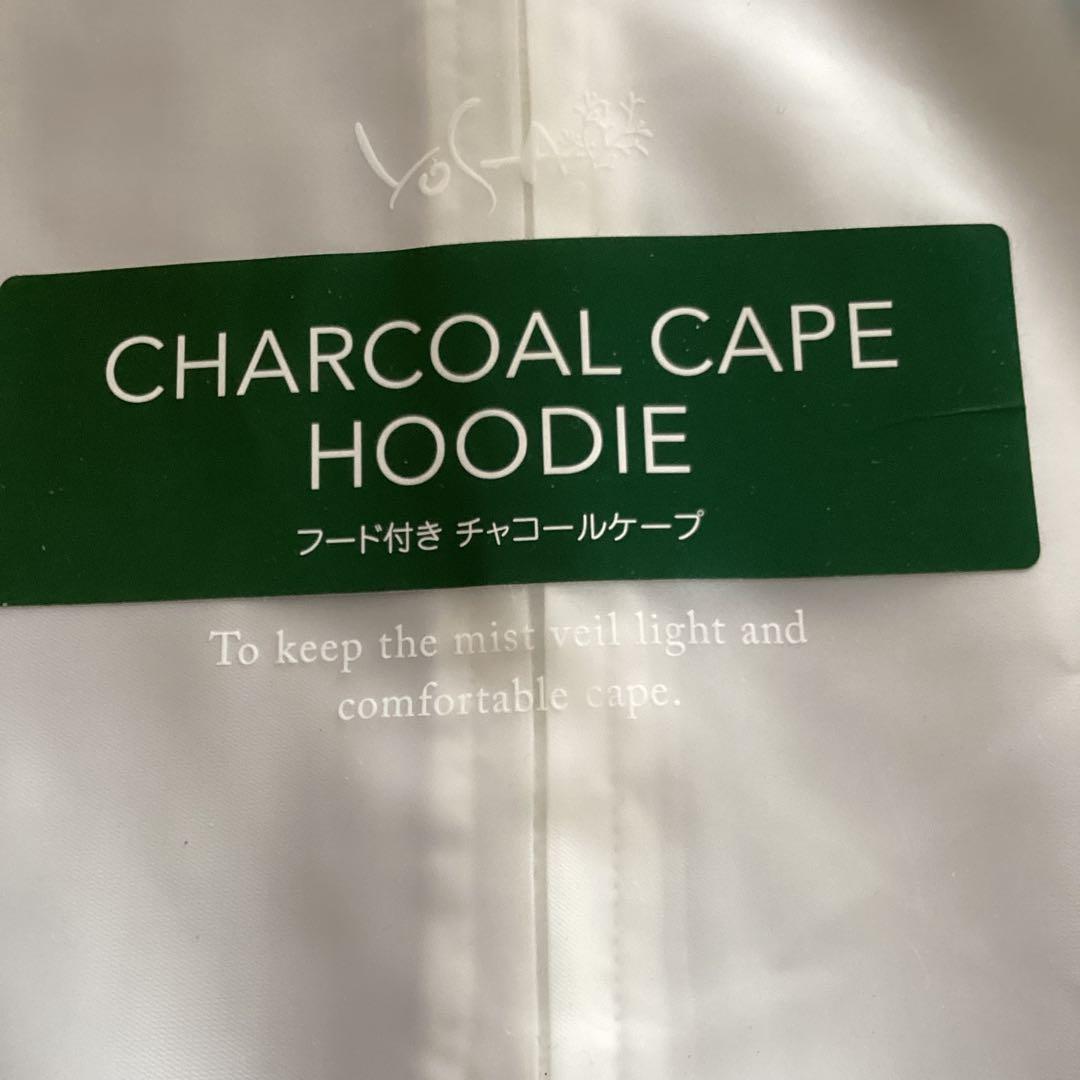 YOSA
CHARCOAL CAPE
HOODIE
フード付き チャコールケープ
To keep the mist veil light and
comfortable cape.